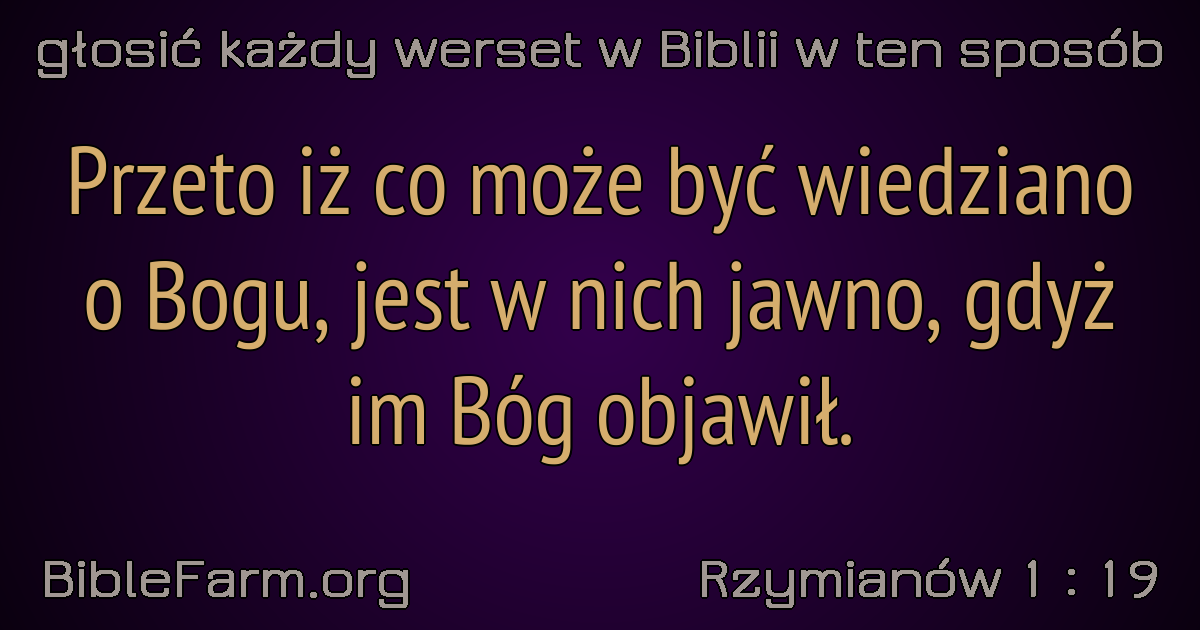 głosić każdy werset w Biblii w ten sposób
Przeto iż co może być wiedziano
o Bogu, jest w nich jawno, gdyż
im Bóg objawił.
BibleFarm.org
Rzymianów 1 : 19